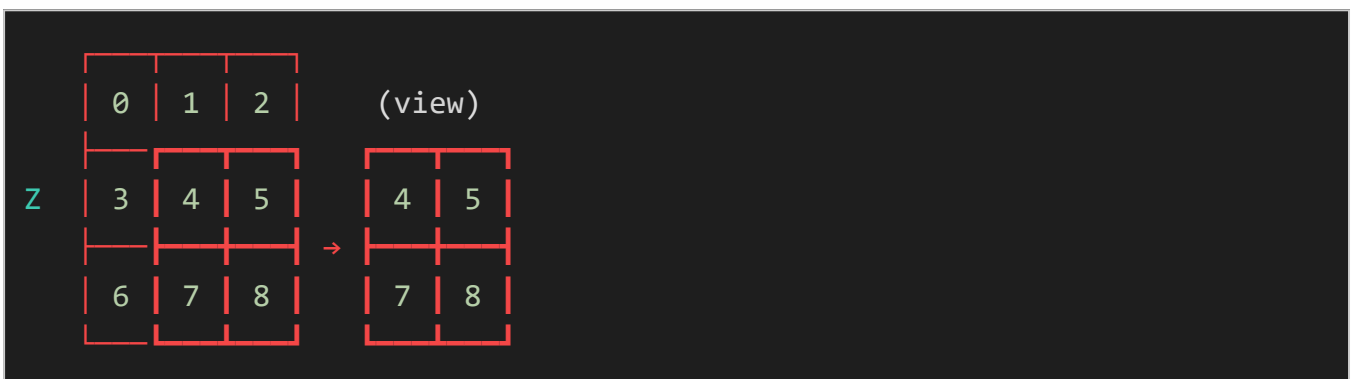 ┌───┬───┬───┐
│ 0 │ 1 │ 2 │    (view)
├───┏━━━┳━━━┓   ┏━━━┳━━━┓
Z │ 3 ┃ 4 ┃ 5 ┃   ┃ 4 ┃ 5 ┃
├───┣━━━╋━━━┫ → ┣━━━╋━━━┫
│ 6 ┃ 7 ┃ 8 ┃   ┃ 7 ┃ 8 ┃
└───┗━━━┻━━━┛   ┗━━━┻━━━┛